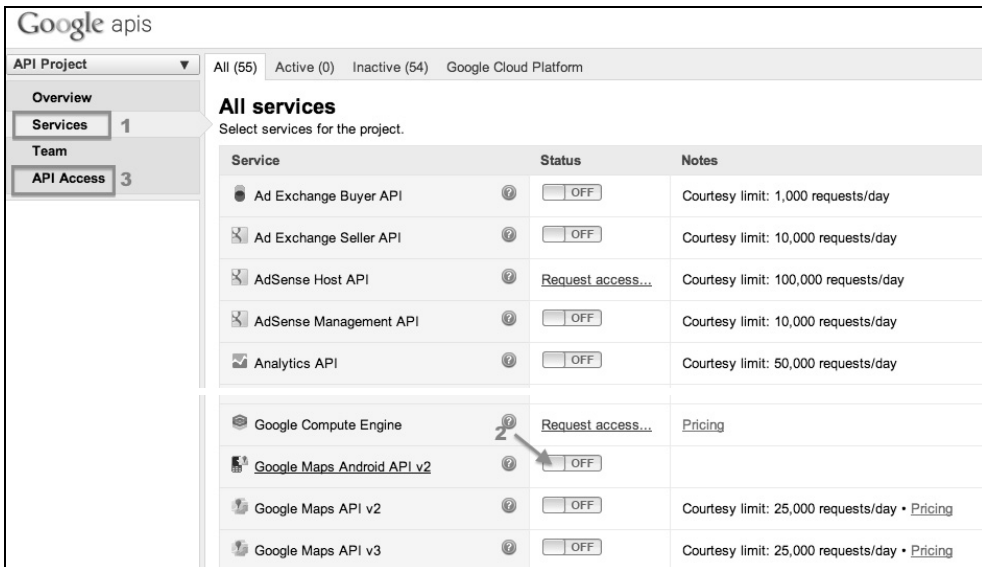 Google apis
API Project ▼
All (55) Active (0) Inactive (54) Google Cloud Platform
Overview
Services 1
Team
API Access 3
All services
Select services for the project.
Service Status Notes
Ad Exchange Buyer API ? OFF Courtesy limit: 1,000 requests/day
Ad Exchange Seller API ? OFF Courtesy limit: 10,000 requests/day
AdSense Host API ? Request access... Courtesy limit: 100,000 requests/day
AdSense Management API ? OFF Courtesy limit: 10,000 requests/day
Analytics API ? OFF Courtesy limit: 50,000 requests/day
Google Compute Engine ? Request access... Pricing
2
Google Maps Android API v2 ? OFF
Google Maps API v2 ? OFF Courtesy limit: 25,000 requests/day • Pricing
Google Maps API v3 ? OFF Courtesy limit: 25,000 requests/day • Pricing